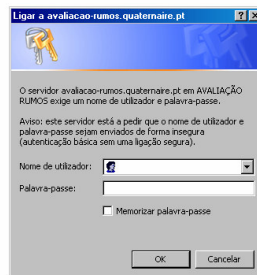 Ligar a avaliacao-rumos.quaternaire.pt
O servidor avaliacao-rumos.quaternaire.pt em AVALIAÇÃO
RUMOS exige um nome de utilizador e palavra-passe.
Aviso: este servidor está a pedir que o nome de utilizador e
palavra-passe sejam enviados de forma insegura
(autenticação básica sem uma ligação segura).
Nome de utilizador:
Palavra-passe:
Memorizar palavra-passe
OK Cancelar